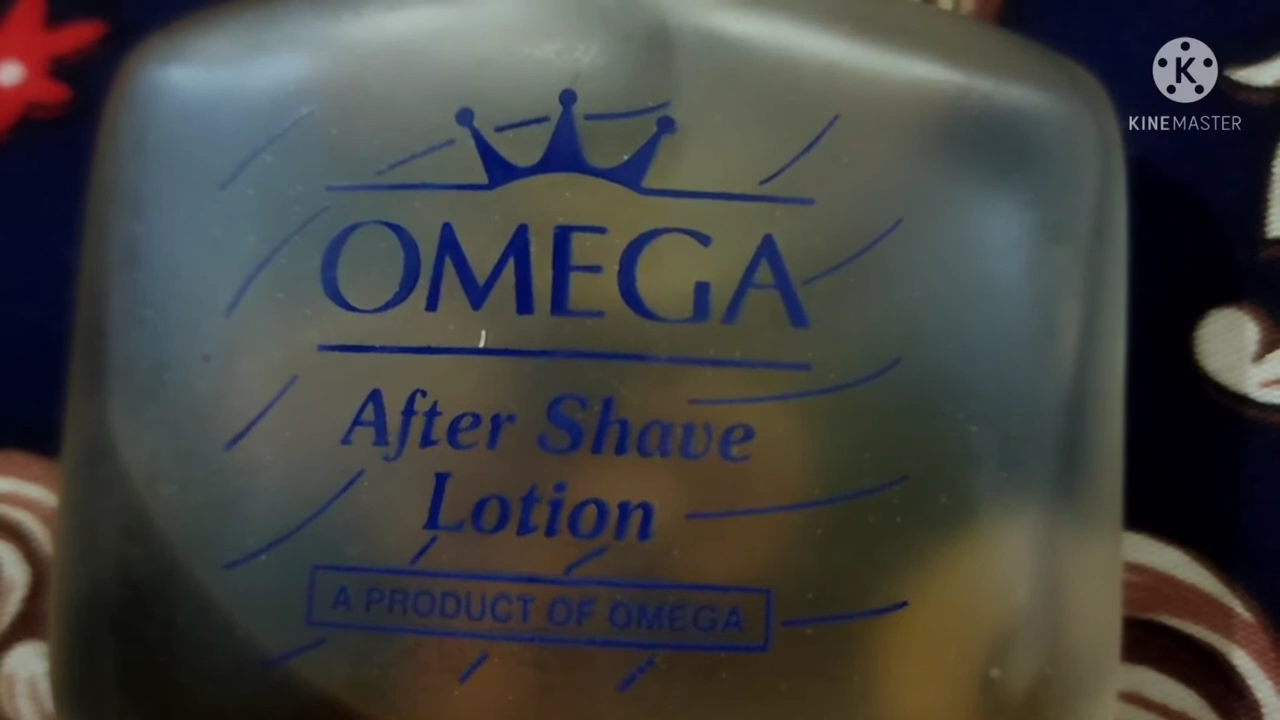 K
KINEMASTER
OMEGA
After Shave
Lotion
A PRODUCT OF OMEGA